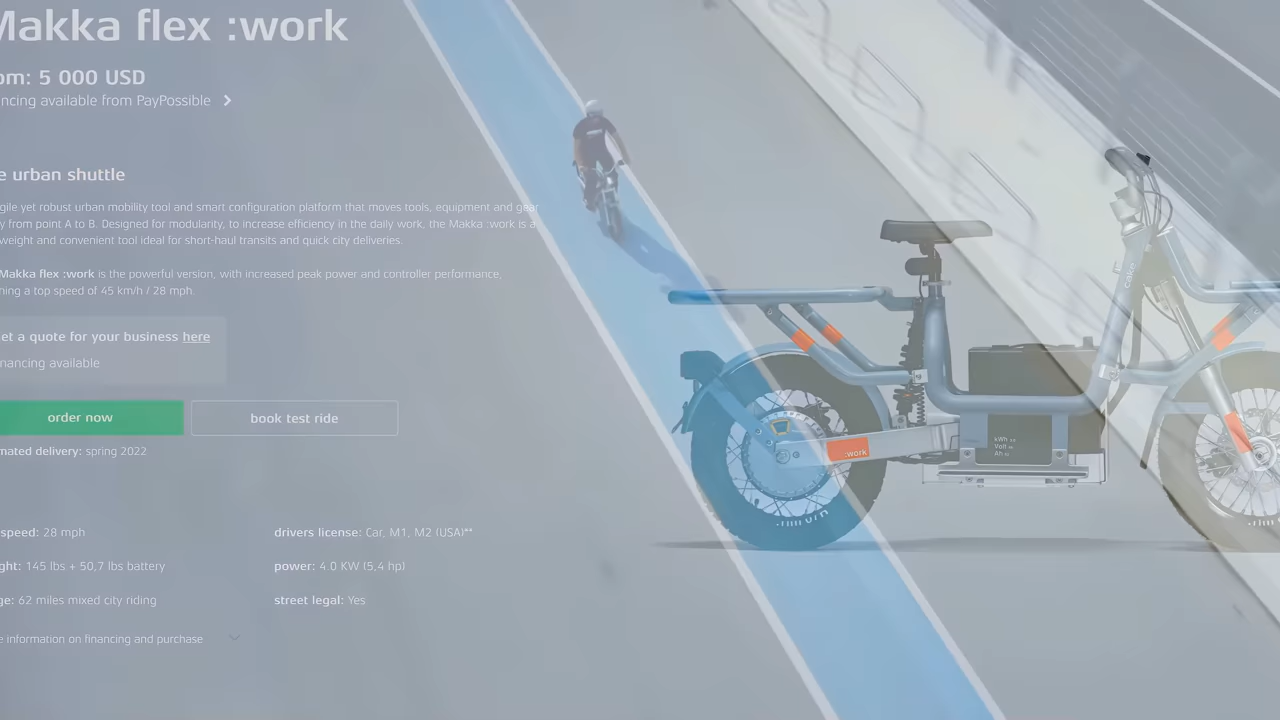 Makka flex :work
om: 5 000 USD
ncing available from PayPossible
e urban shuttle
gile yet robust urban mobility tool and smart configuration platform that moves tools, equipment and gear
y from point A to B. Designed for modularity, to increase efficiency in the daily work, the Makka :work is a
weight and convenient tool ideal for short-haul transits and quick city deliveries.
Makka flex :work is the powerful version, with increased peak power and controller performance,
hing a top speed of 45 km/h / 28 mph.
et a quote for your business here
nancing available
order now
book test ride
mated delivery: spring 2022
speed: 28 mph
drivers license: Car, M1, M2 (USA)**
ght: 145 lbs + 50,7 lbs battery
power: 4.0 KW (5,4 hp)
ge: 62 miles mixed city riding
street legal: Yes
e information on financing and purchase
cake
:work
kWh
Volt
Ah